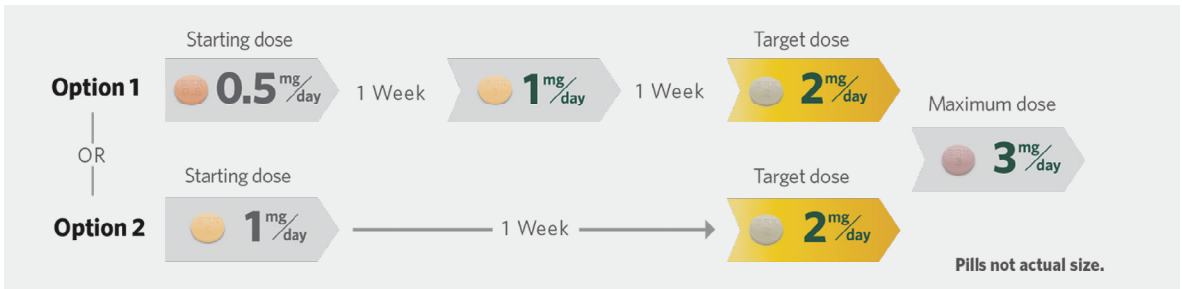 Starting dose
Option 1
0.5 mg/day
1 Week
1 mg/day
1 Week
Target dose
2 mg/day
Maximum dose
3 mg/day
OR
Starting dose
Option 2
1 mg/day
1 Week
Target dose
2 mg/day
Pills not actual size.